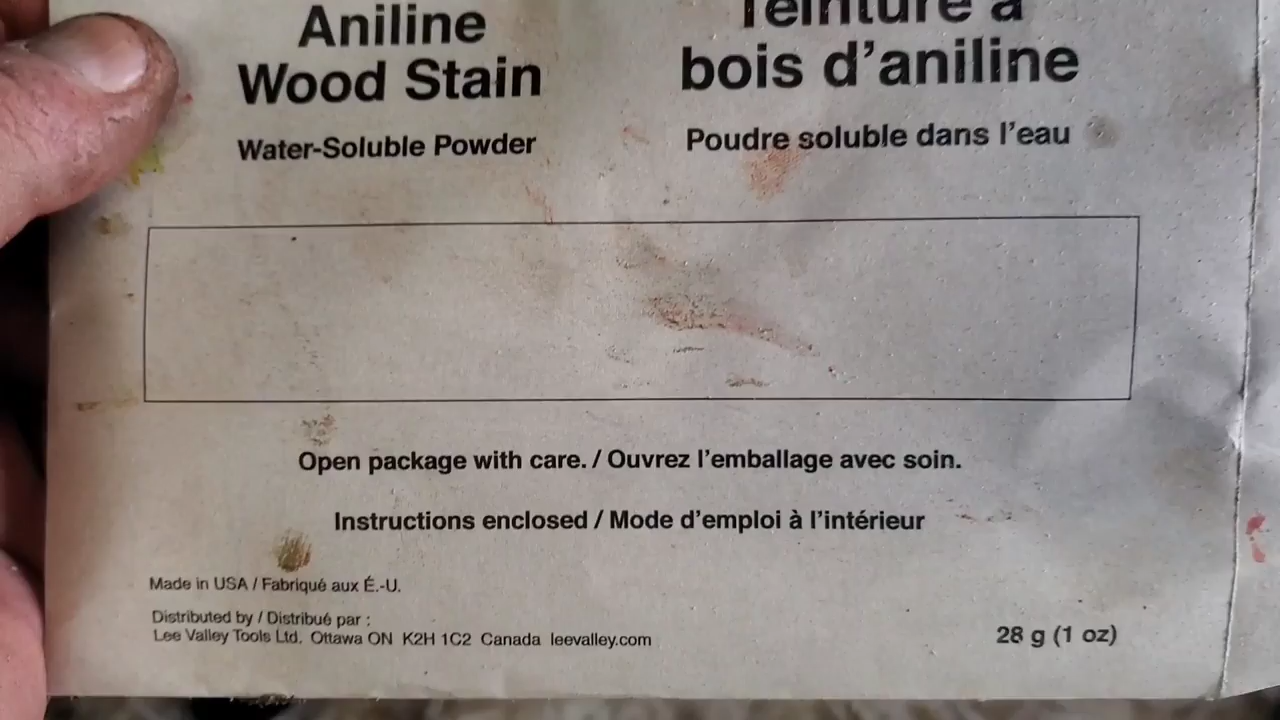 Aniline
Wood Stain
Water-Soluble Powder
Teinture à
bois d'aniline
Poudre soluble dans l'eau
Open package with care. / Ouvrez l'emballage avec soin.
Instructions enclosed / Mode d'emploi à l'intérieur
Made in USA / Fabriqué aux É.-U.
Distributed by / Distribué par :
Lee Valley Tools Ltd. Ottawa ON K2H 1C2 Canada leevalley.com
28 g (1 oz)